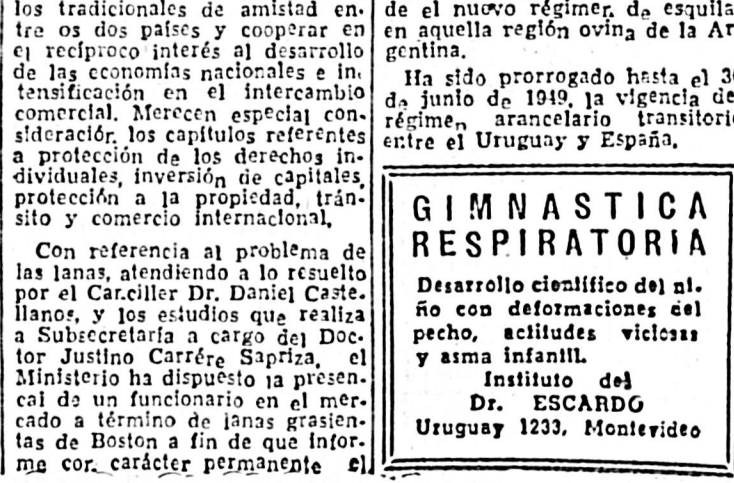 los tradicionales de amistad en-
tre os dos países y cooperar en
el recíproco interés al desarrollo
de las economías nacionales e in.
tensificación en el intercambio
comercial. Merecen especial con-
sideración. los capítulos referentes
a protección de los derechos in-
dividuales, inversión de capitales,
protección a la propiedad, trán-
sito y comercio internacional.
Con referencia al problema de
las lanas, atendiendo a lo resuelto
por el Canciller Dr. Daniel Caste-
llanos, y los estudios que realiza
a Subsecretaría a cargo del Doc-
tor Justino Carrére Sapriza, el
Ministerio ha dispuesto la presen-
cai de un funcionario en el mer-
cado a término de lanas grasien-
tas de Boston a fin de que infor-
me con carácter permanente el
de el nuevo régimen, de esquila
en aquella región ovina de la Ar
gentina.
Ha sido prorrogado hasta el 30
de junio de 1949, la vigencia de
régimen arancelario transitorio
entre el Uruguay y España.
GIMNASTICA
RESPIRATORIA
Desarrollo científico del ni-
ño con deformaciones del
pecho, actitudes viciosas
y asma infantil.
Instituto del
Dr. ESCARDO
Uruguay 1233, Montevideo